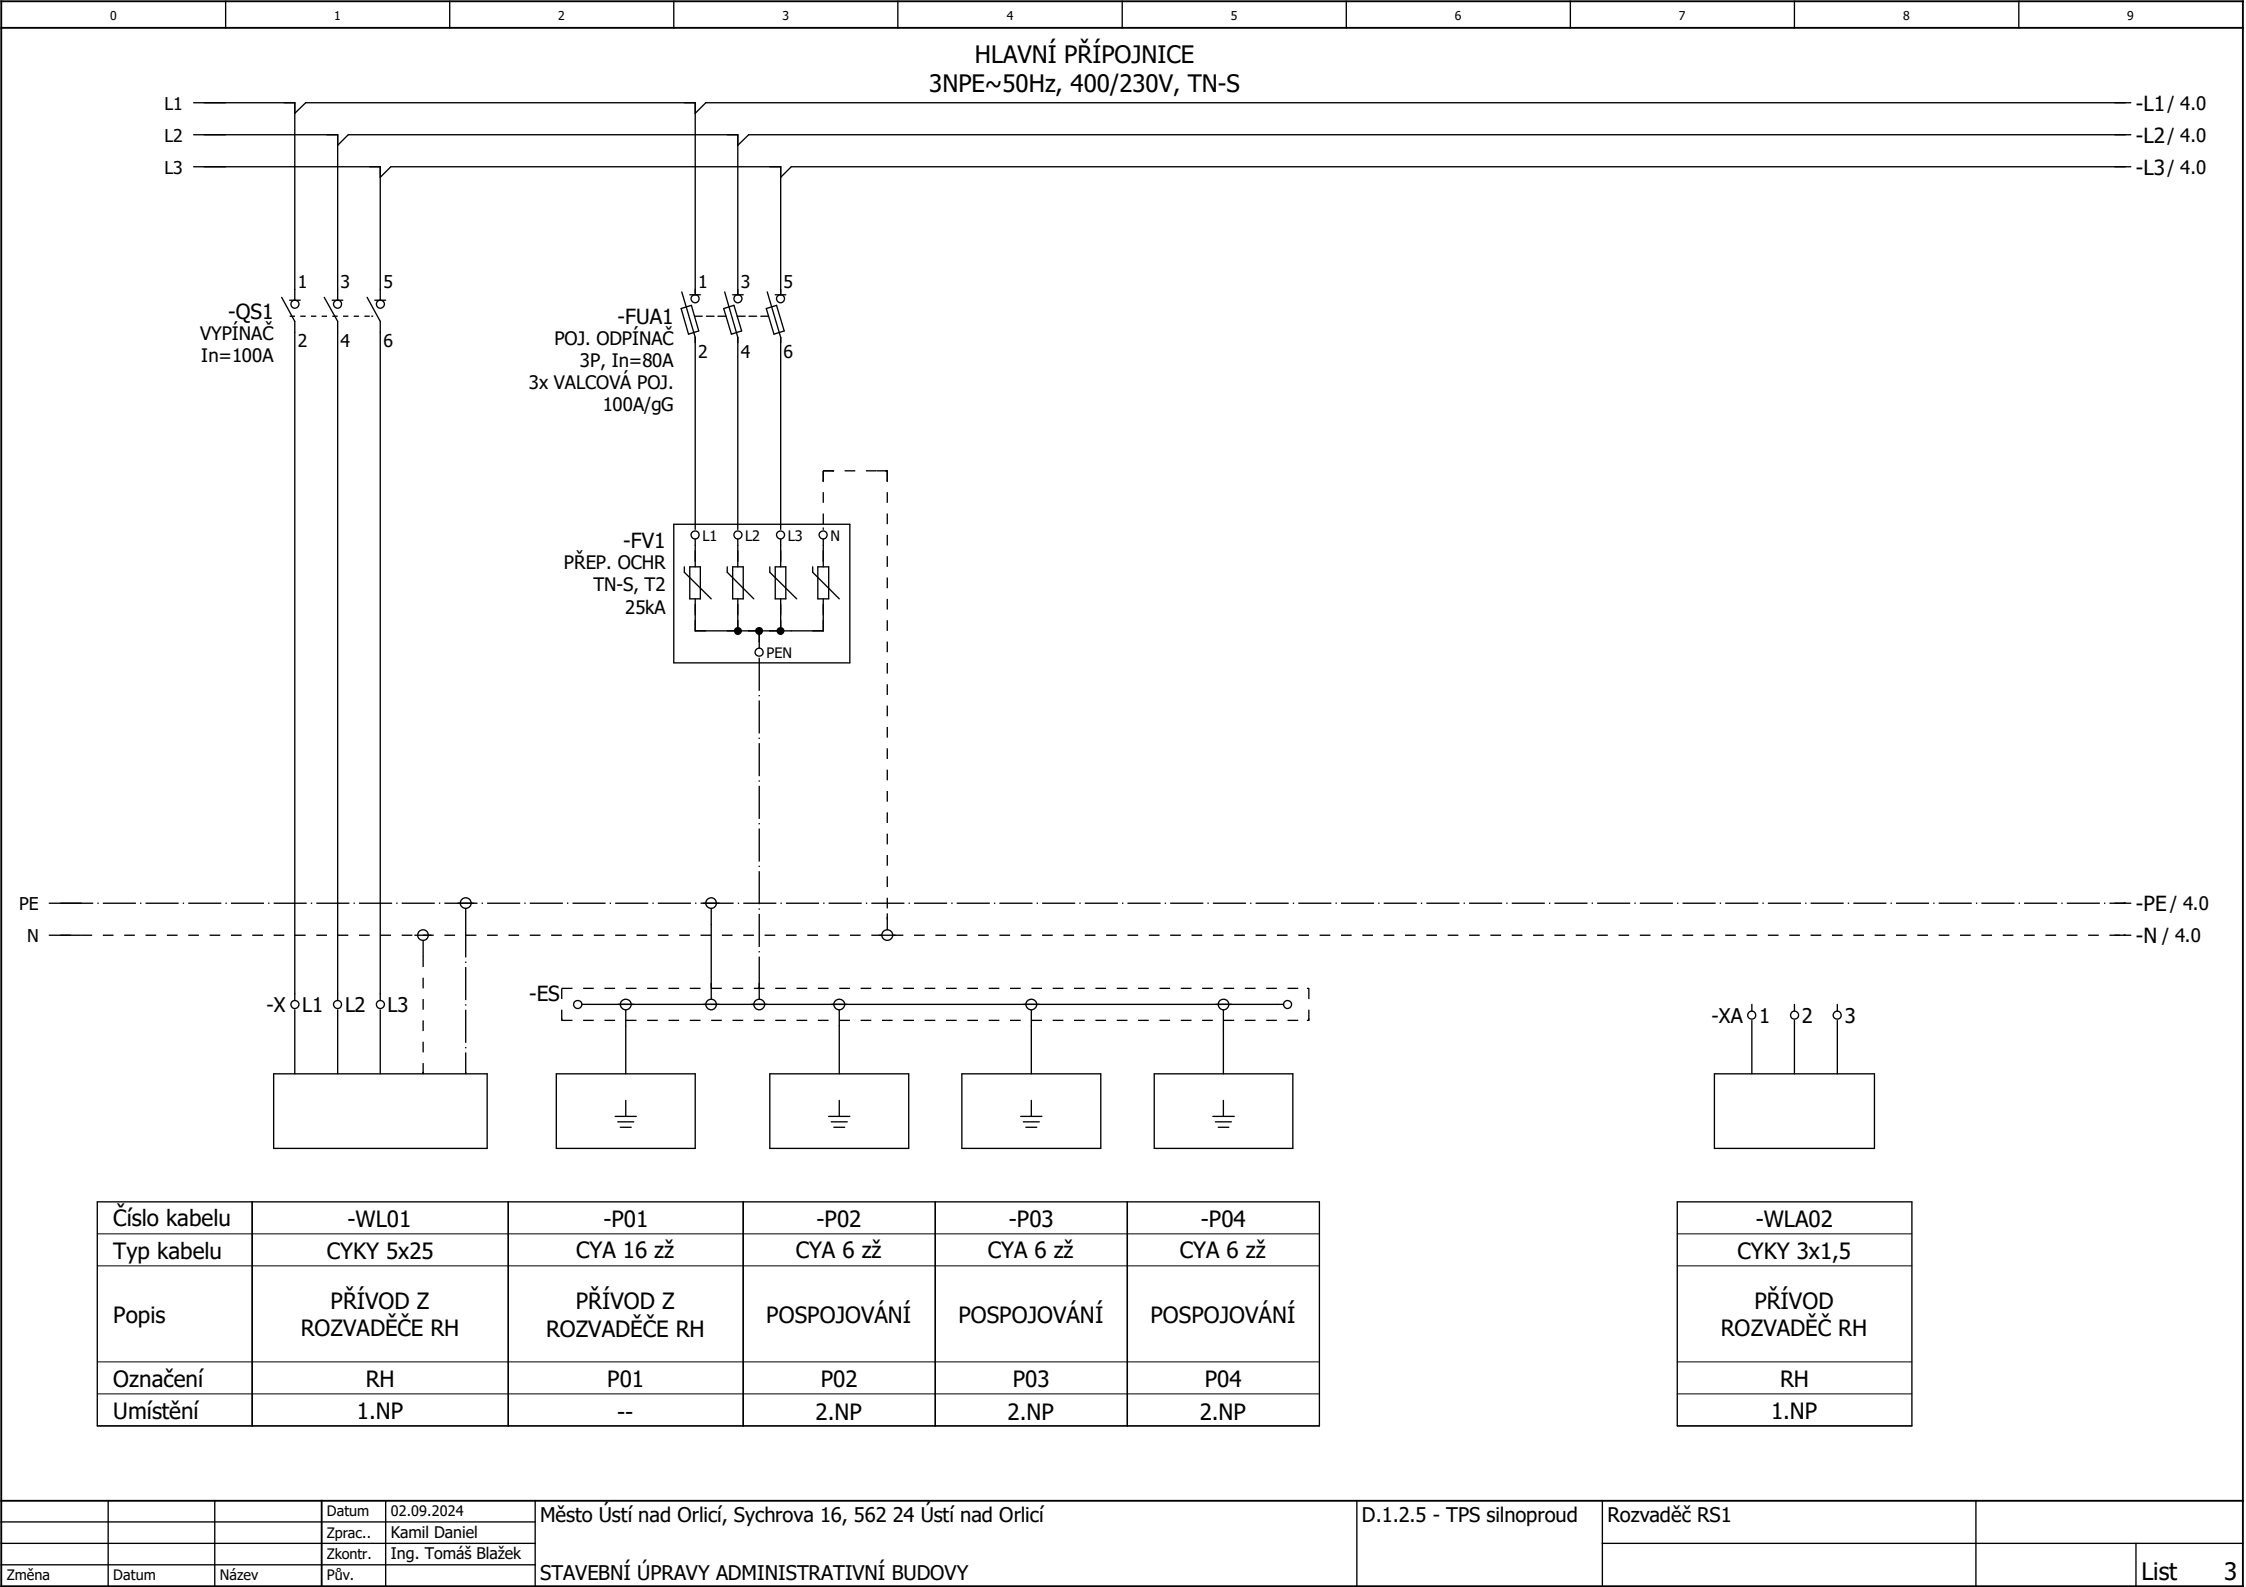 0 1 2 3 4 5 6 7 8 9
HLAVNÍ PŘÍPOJNICE
3NPE~50Hz, 400/230V, TN-S
L1 -L1/ 4.0
L2 -L2/ 4.0
L3 -L3/ 4.0
1 3 5
-QS1
VYPÍNAČ
In=100A
2 4 6
1 3 5
-FUA1
POJ. ODPÍNAČ
3P, In=80A
3x VALCOVÁ POJ.
100A/gG
2 4 6
-FV1
PŘEP. OCHR
TN-S, T2
25kA
L1 L2 L3 N
PEN
PE -PE/ 4.0
N -N / 4.0
-X L1 L2 L3
-ES
-XA 1 2 3
Číslo kabelu -WL01 -P01 -P02 -P03 -P04 -WLA02
Typ kabelu CYKY 5x25 CYA 16 zž CYA 6 zž CYA 6 zž CYA 6 zž CYKY 3x1,5
Popis
PŘÍVOD Z
ROZVADĚČE RH
PŘÍVOD Z
ROZVADĚČE RH
POSPOJOVÁNÍ
POSPOJOVÁNÍ
POSPOJOVÁNÍ
PŘÍVOD
ROZVADĚČ RH
Označení RH P01 P02 P03 P04 RH
Umístění 1.NP -- 2.NP 2.NP 2.NP 1.NP
Datum 02.09.2024
Zprac.. Kamil Daniel
Zkontr. Ing. Tomáš Blažek
Změna Datum Název Pův.
Město Ústí nad Orlicí, Sychrova 16, 562 24 Ústí nad Orlicí
STAVEBNÍ ÚPRAVY ADMINISTRATIVNÍ BUDOVY
D.1.2.5 - TPS silnoproud
Rozvaděč RS1
List 3